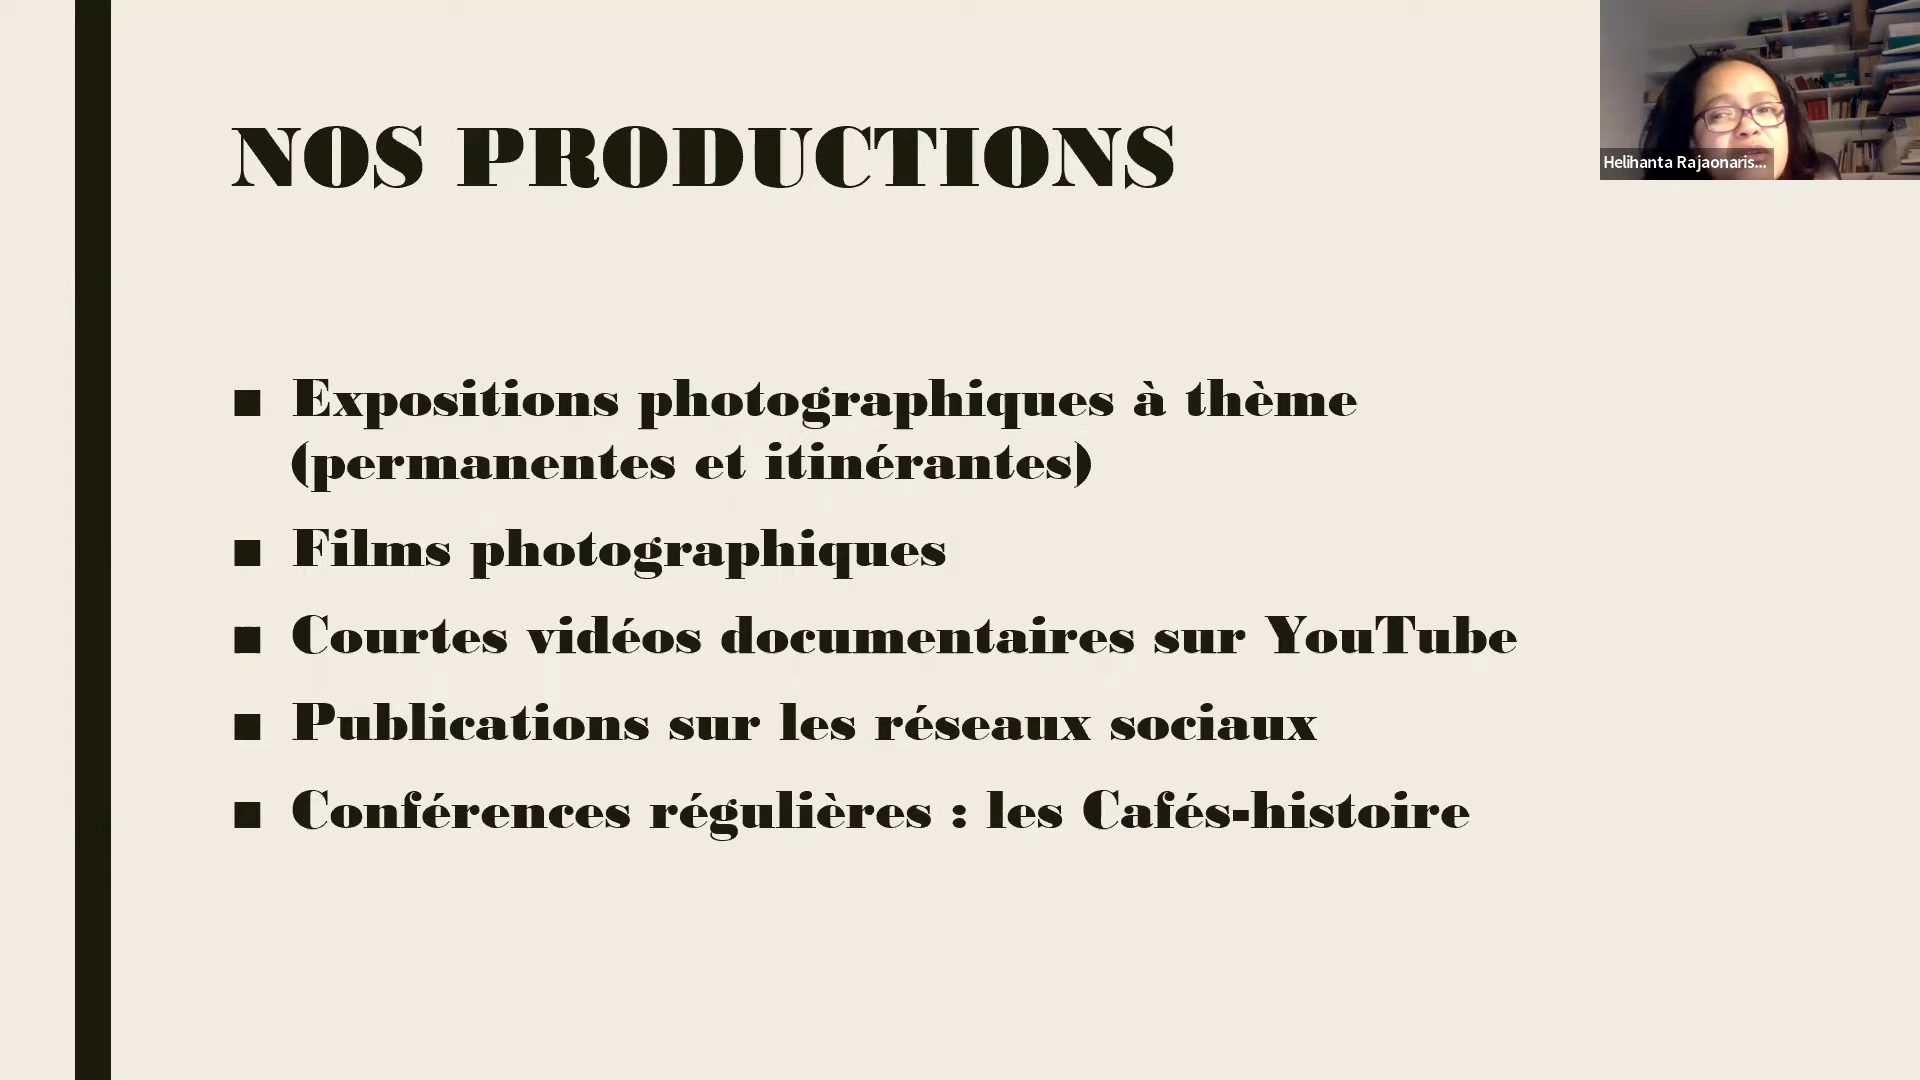 NOS PRODUCTIONS
Helihanta Rajaonaris...
■ Expositions photographiques à thème
(permanentes et itinérantes)
■ Films photographiques
■ Courtes vidéos documentaires sur YouTube
■ Publications sur les réseaux sociaux
■ Conférences régulières : les Cafés-histoire